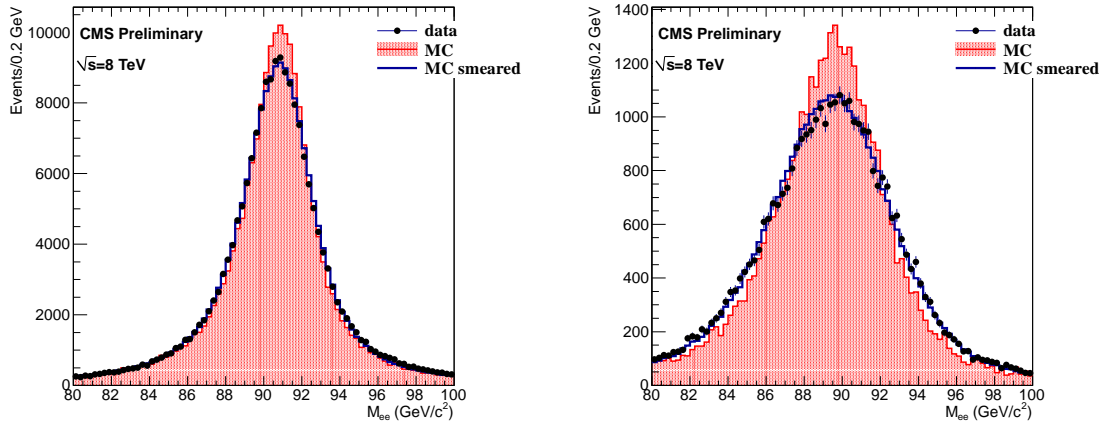 Events/0.2 GeV
10000
8000
6000
4000
2000
0
CMS Preliminary
√s=8 TeV
data
MC
MC smeared
80 82 84 86 88 90 92 94 96 98 100
M_ee (GeV/c²)
Events/0.2 GeV
1400
1200
1000
800
600
400
200
0
CMS Preliminary
√s=8 TeV
data
MC
MC smeared
80 82 84 86 88 90 92 94 96 98 100
M_ee (GeV/c²)